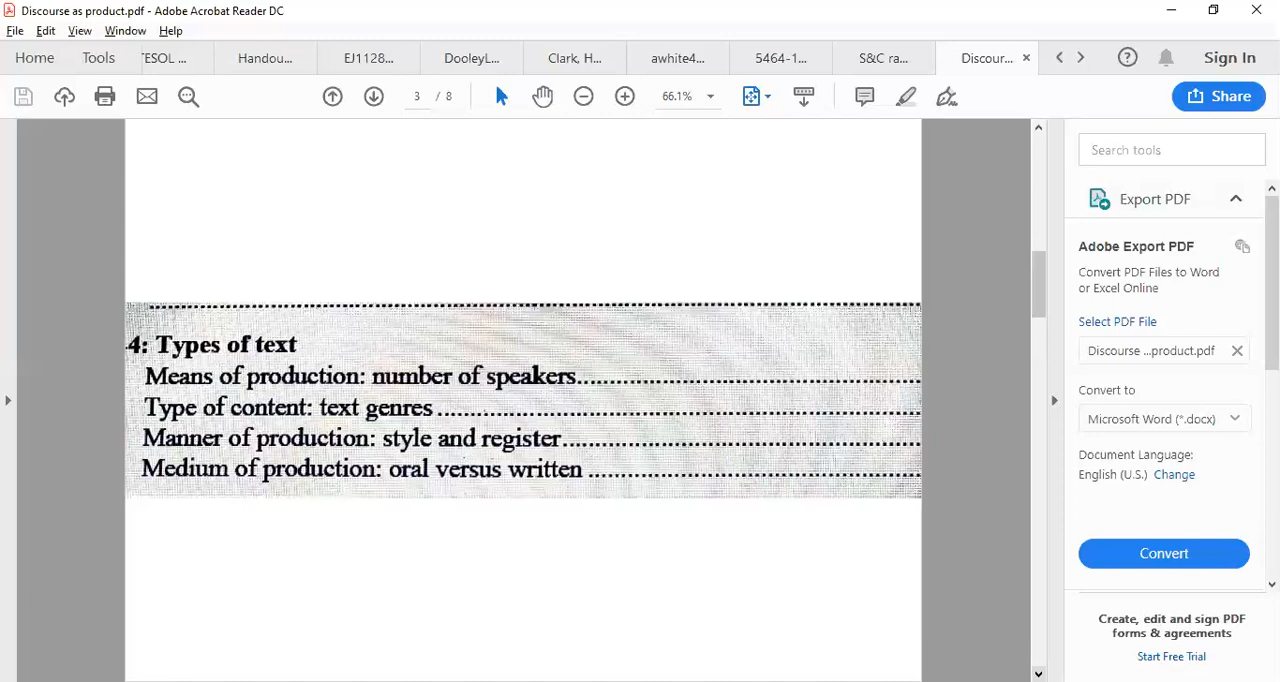 Discourse as product.pdf - Adobe Acrobat Reader DC
File Edit View Window Help
Home Tools TESOL ... Handou... EJ1128... DooleyL... Clark, H... awhite4... 5464-1... S&C ra... Discour... × Sign In
3 / 8 66.1% Share
Search tools
Export PDF
Adobe Export PDF
Convert PDF Files to Word
or Excel Online
Select PDF File
Discourse ...product.pdf
Convert to
Microsoft Word (*.docx)
Document Language:
English (U.S.) Change
Convert
Create, edit and sign PDF
forms & agreements
Start Free Trial
4: Types of text
Means of production: number of speakers
Type of content: text genres
Manner of production: style and register
Medium of production: oral versus written